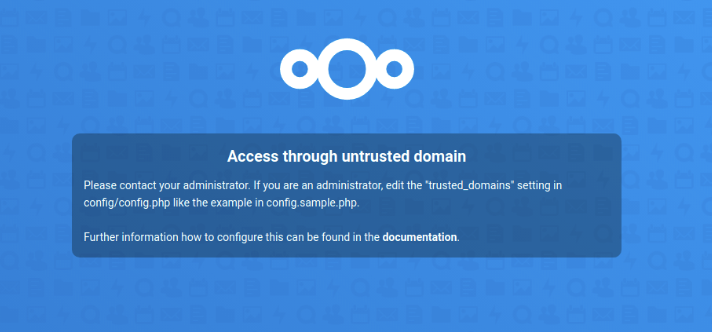 Access through untrusted domain
Please contact your administrator. If you are an administrator, edit the "trusted_domains" setting in
config/config.php like the example in config.sample.php.
Further information how to configure this can be found in the documentation.